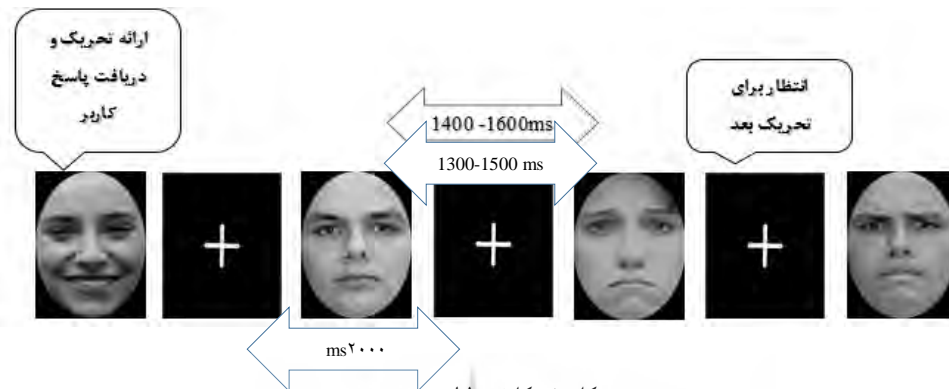 ارائه تحریک و
دریافت پاسخ
کاربر
انتظار برای
تحریک بعد
1400 -1600ms
1300-1500 ms
ms۲۰۰۰